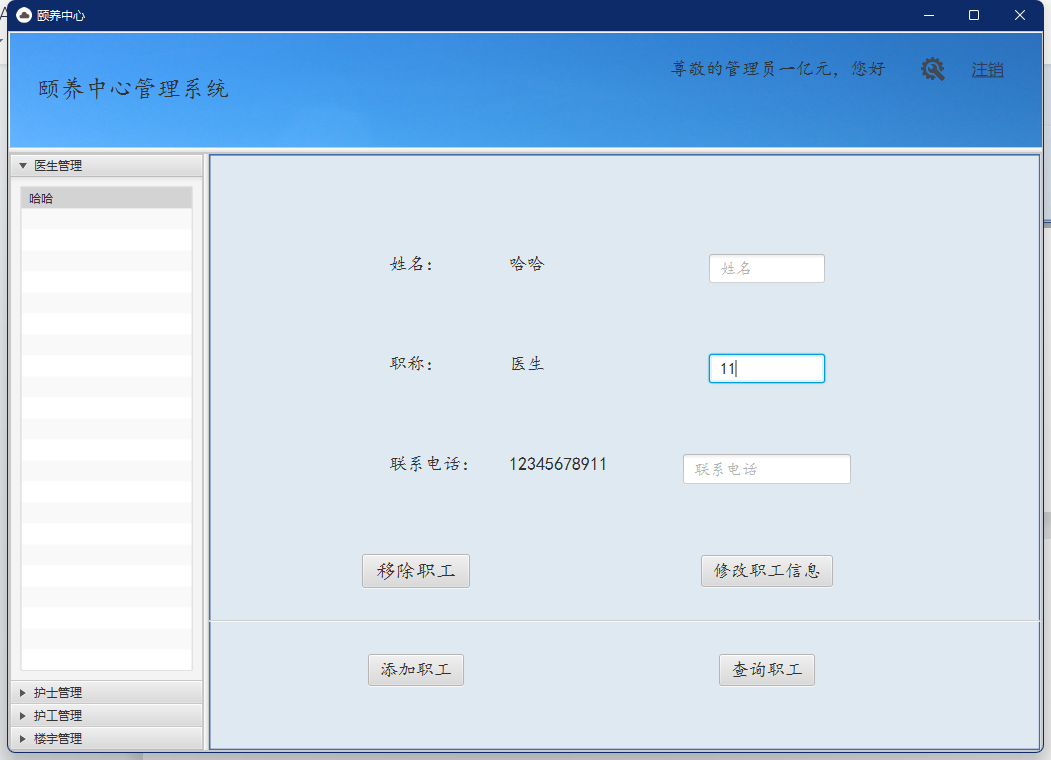 颐养中心
颐养中心管理系统
尊敬的管理员一亿元，您好
注销
医生管理
哈哈
姓名：
哈哈
姓名
职称：
医生
11
联系电话：
12345678911
联系电话
移除职工
修改职工信息
添加职工
查询职工
护士管理
护工管理
楼宇管理